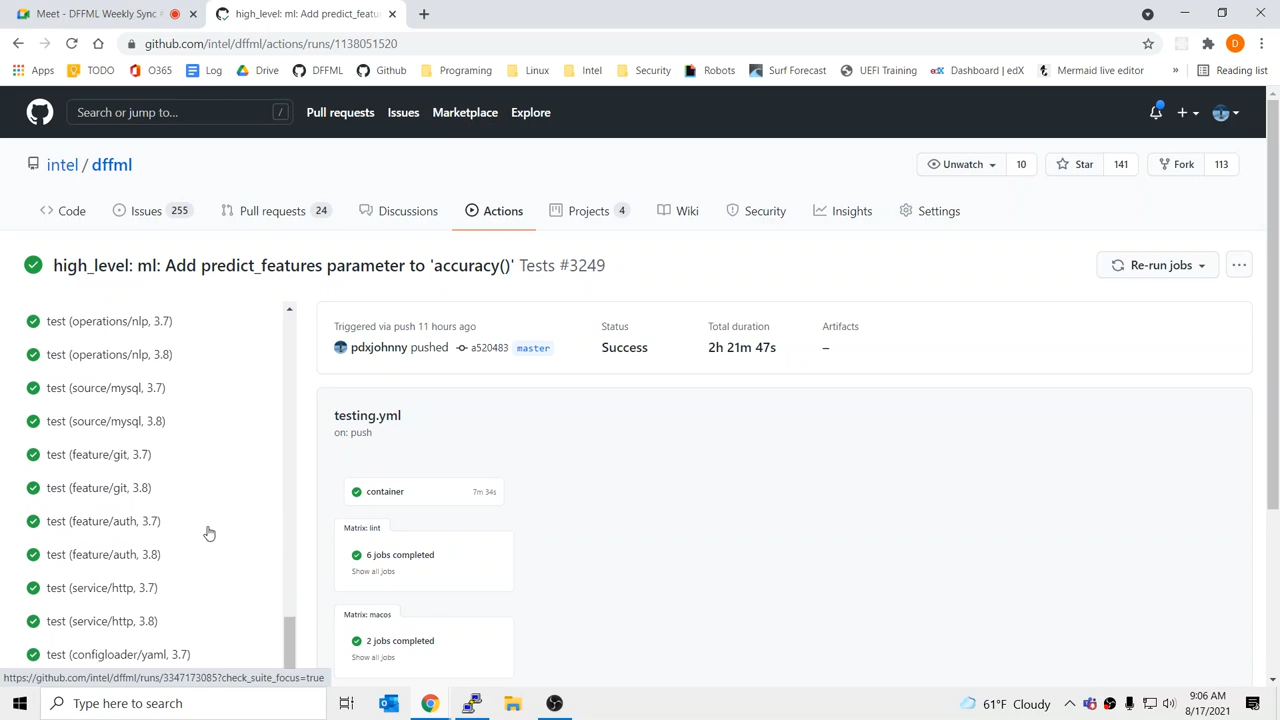 Meet - DFFML Weekly Sync
high_level: ml: Add predict_featu
github.com/intel/dffml/actions/runs/1138051520
D
Apps TODO O365 Log Drive DFFML Github Programing Linux Intel Security Robots Surf Forecast UEFI Training edX Dashboard | edX Mermaid live editor » Reading list
Search or jump to... /
Pull requests Issues Marketplace Explore
intel / dffml
Unwatch 10 Star 141 Fork 113
Code Issues 255 Pull requests 24 Discussions Actions Projects 4 Wiki Security Insights Settings
high_level: ml: Add predict_features parameter to 'accuracy()' Tests #3249
Re-run jobs
test (operations/nlp, 3.7)
test (operations/nlp, 3.8)
test (source/mysql, 3.7)
test (source/mysql, 3.8)
test (feature/git, 3.7)
test (feature/git, 3.8)
test (feature/auth, 3.7)
test (feature/auth, 3.8)
test (service/http, 3.7)
test (service/http, 3.8)
test (configloader/yaml, 3.7)
Triggered via push 11 hours ago
pdxjohnny pushed a520483 master
Status
Success
Total duration
2h 21m 47s
Artifacts
–
testing.yml
on: push
container 7m 34s
Matrix: lint
6 jobs completed
Show all jobs
Matrix: macos
2 jobs completed
Show all jobs
https://github.com/intel/dffml/runs/3347173085?check_suite_focus=true
Type here to search
61°F Cloudy
9:06 AM
8/17/2021